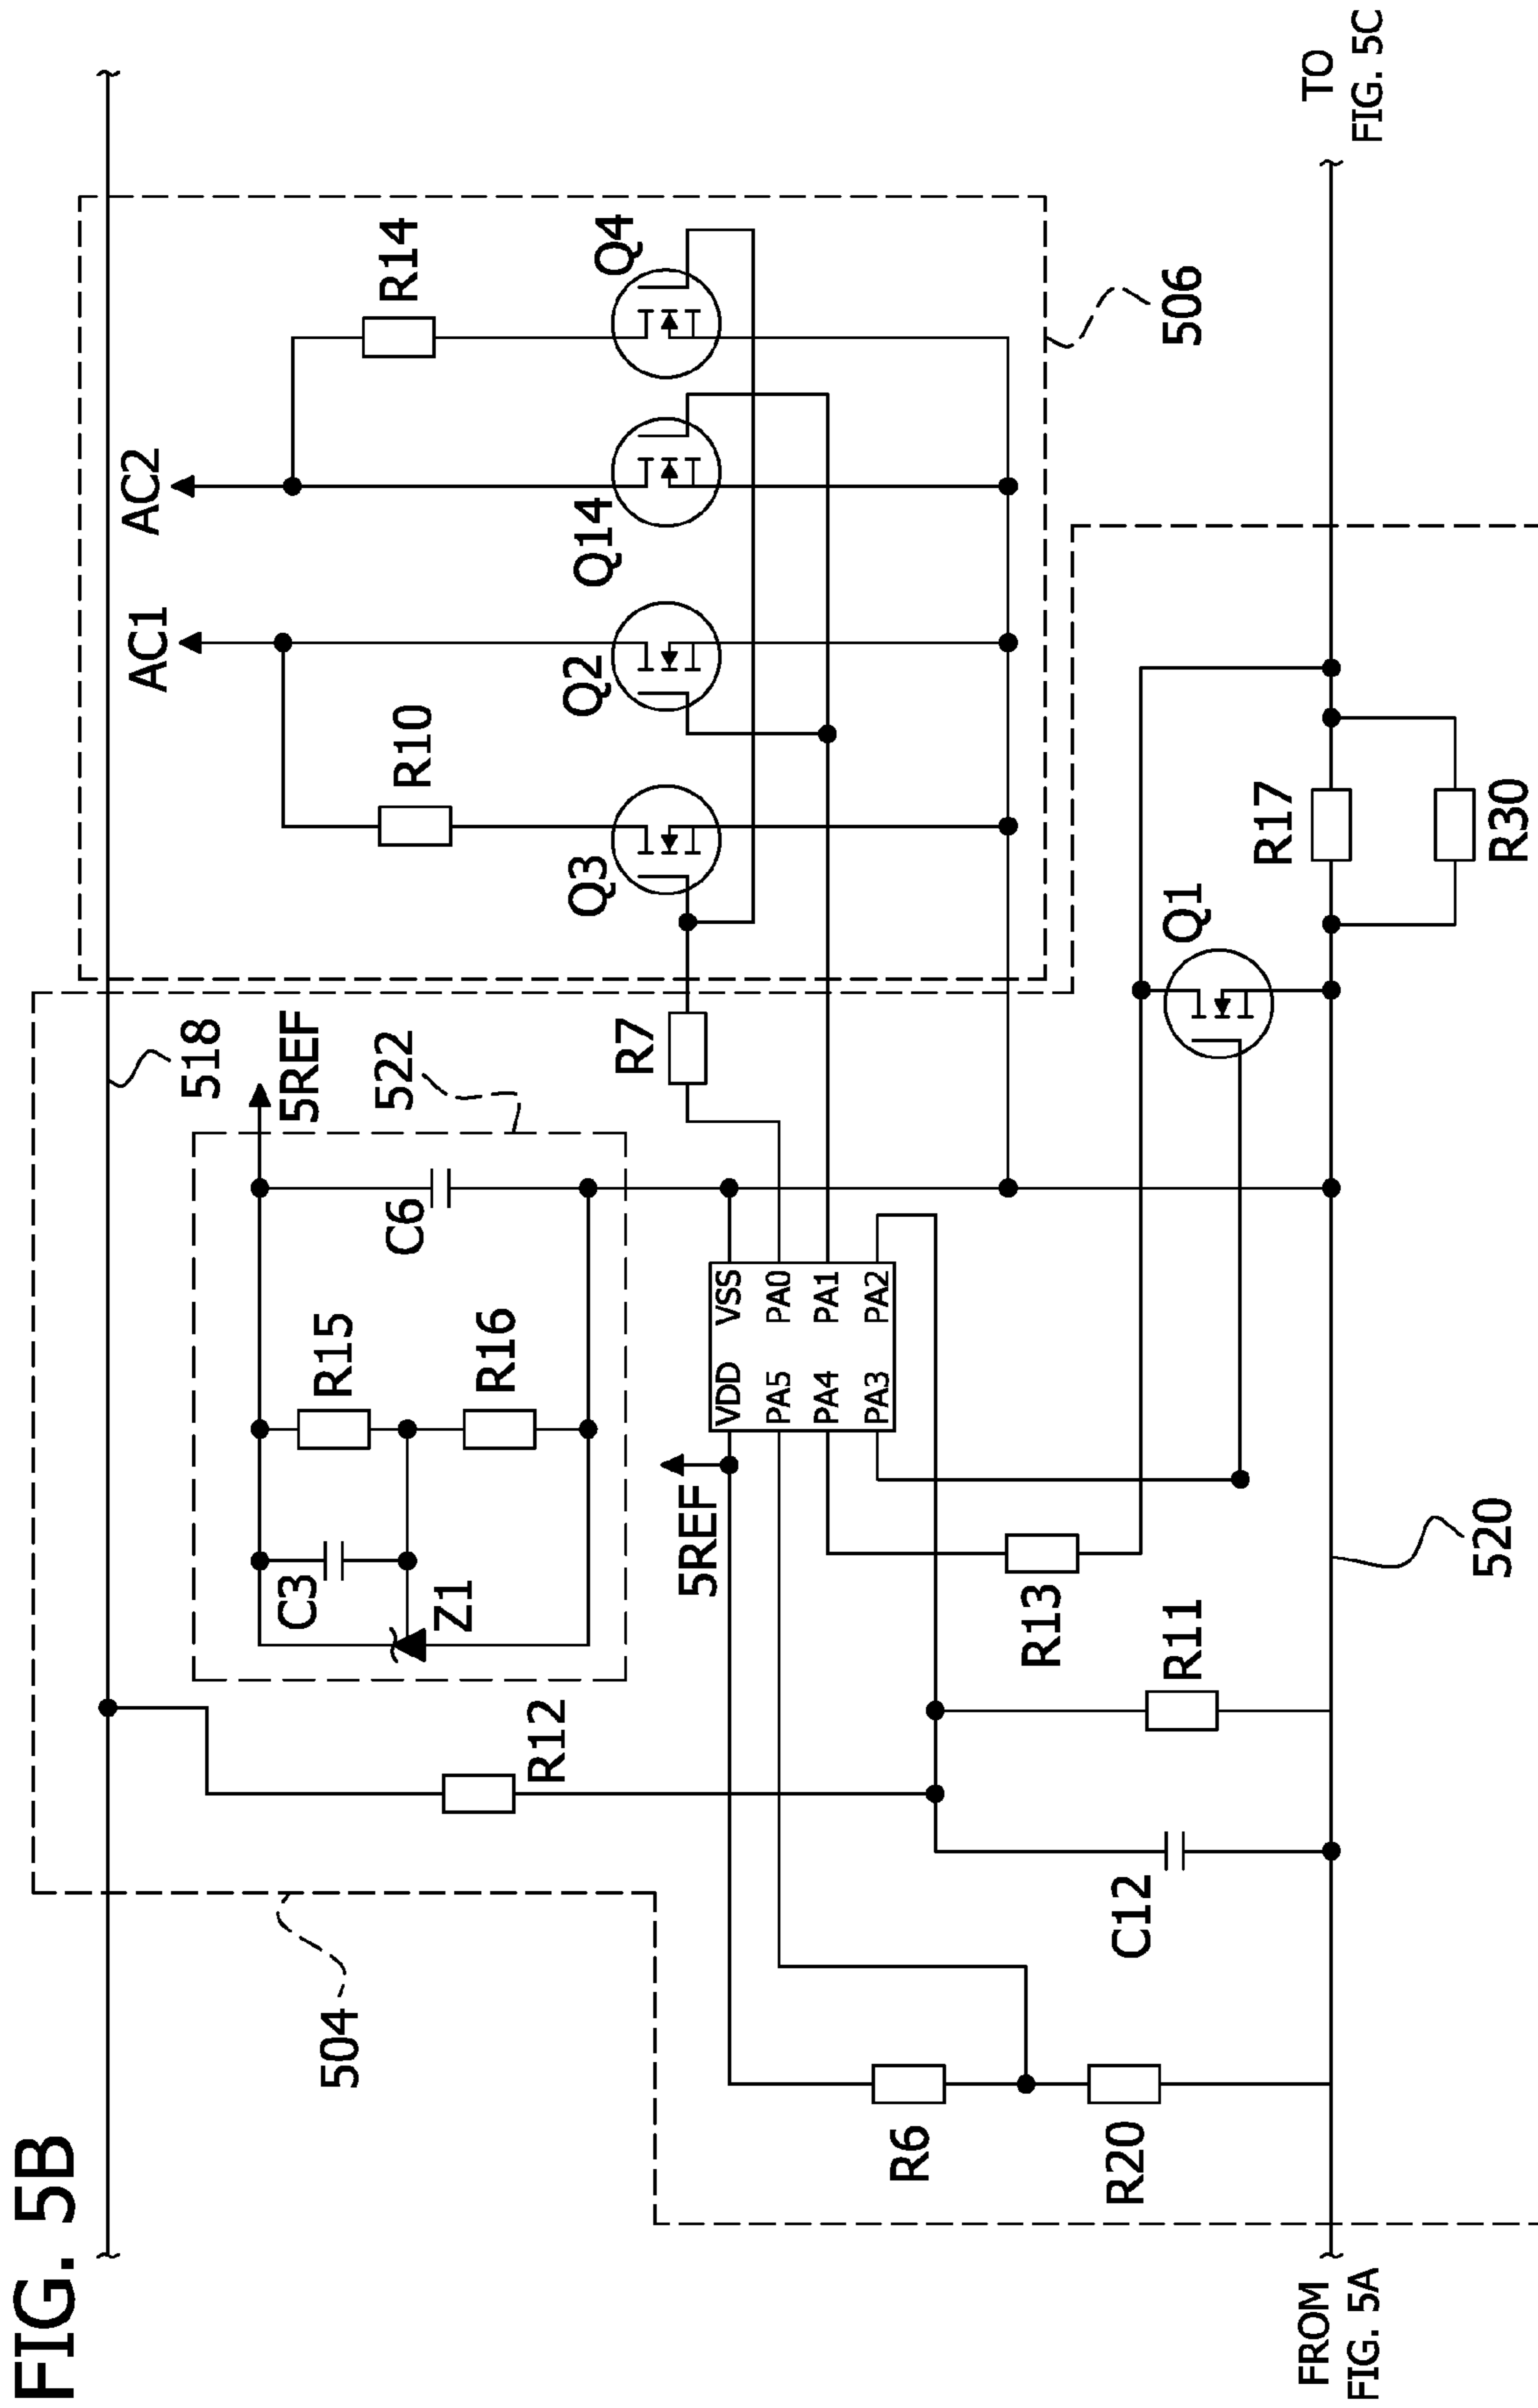 FIG. 5B
518
AC1
AC2
504
5REF
522
506
C3
R15
C6
R10
R14
Z1
R16
R12
5REF
R7
Q3
Q2
Q14
Q4
VDD VSS
PA5 PA0
PA4 PA1
PA3 PA2
R6
R20
C12
R11
R13
Q1
R17
R30
520
FROM
FIG. 5A
TO
FIG. 5C